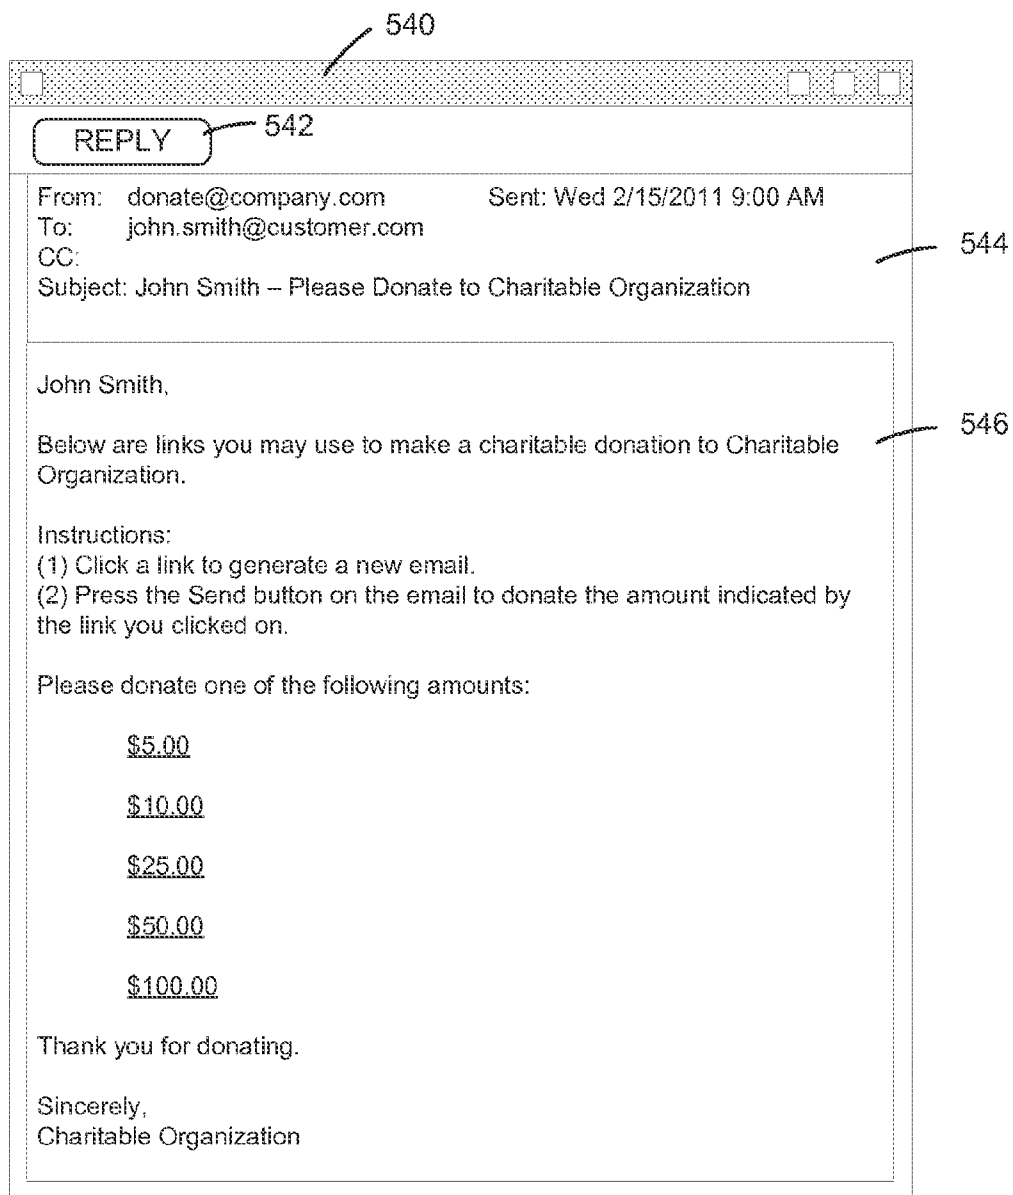 540
REPLY 542
From: donate@company.com Sent: Wed 2/15/2011 9:00 AM
To: john.smith@customer.com
CC: 544
Subject: John Smith – Please Donate to Charitable Organization
John Smith,
Below are links you may use to make a charitable donation to Charitable 546
Organization.
Instructions:
(1) Click a link to generate a new email.
(2) Press the Send button on the email to donate the amount indicated by
the link you clicked on.
Please donate one of the following amounts:
$5.00
$10.00
$25.00
$50.00
$100.00
Thank you for donating.
Sincerely,
Charitable Organization